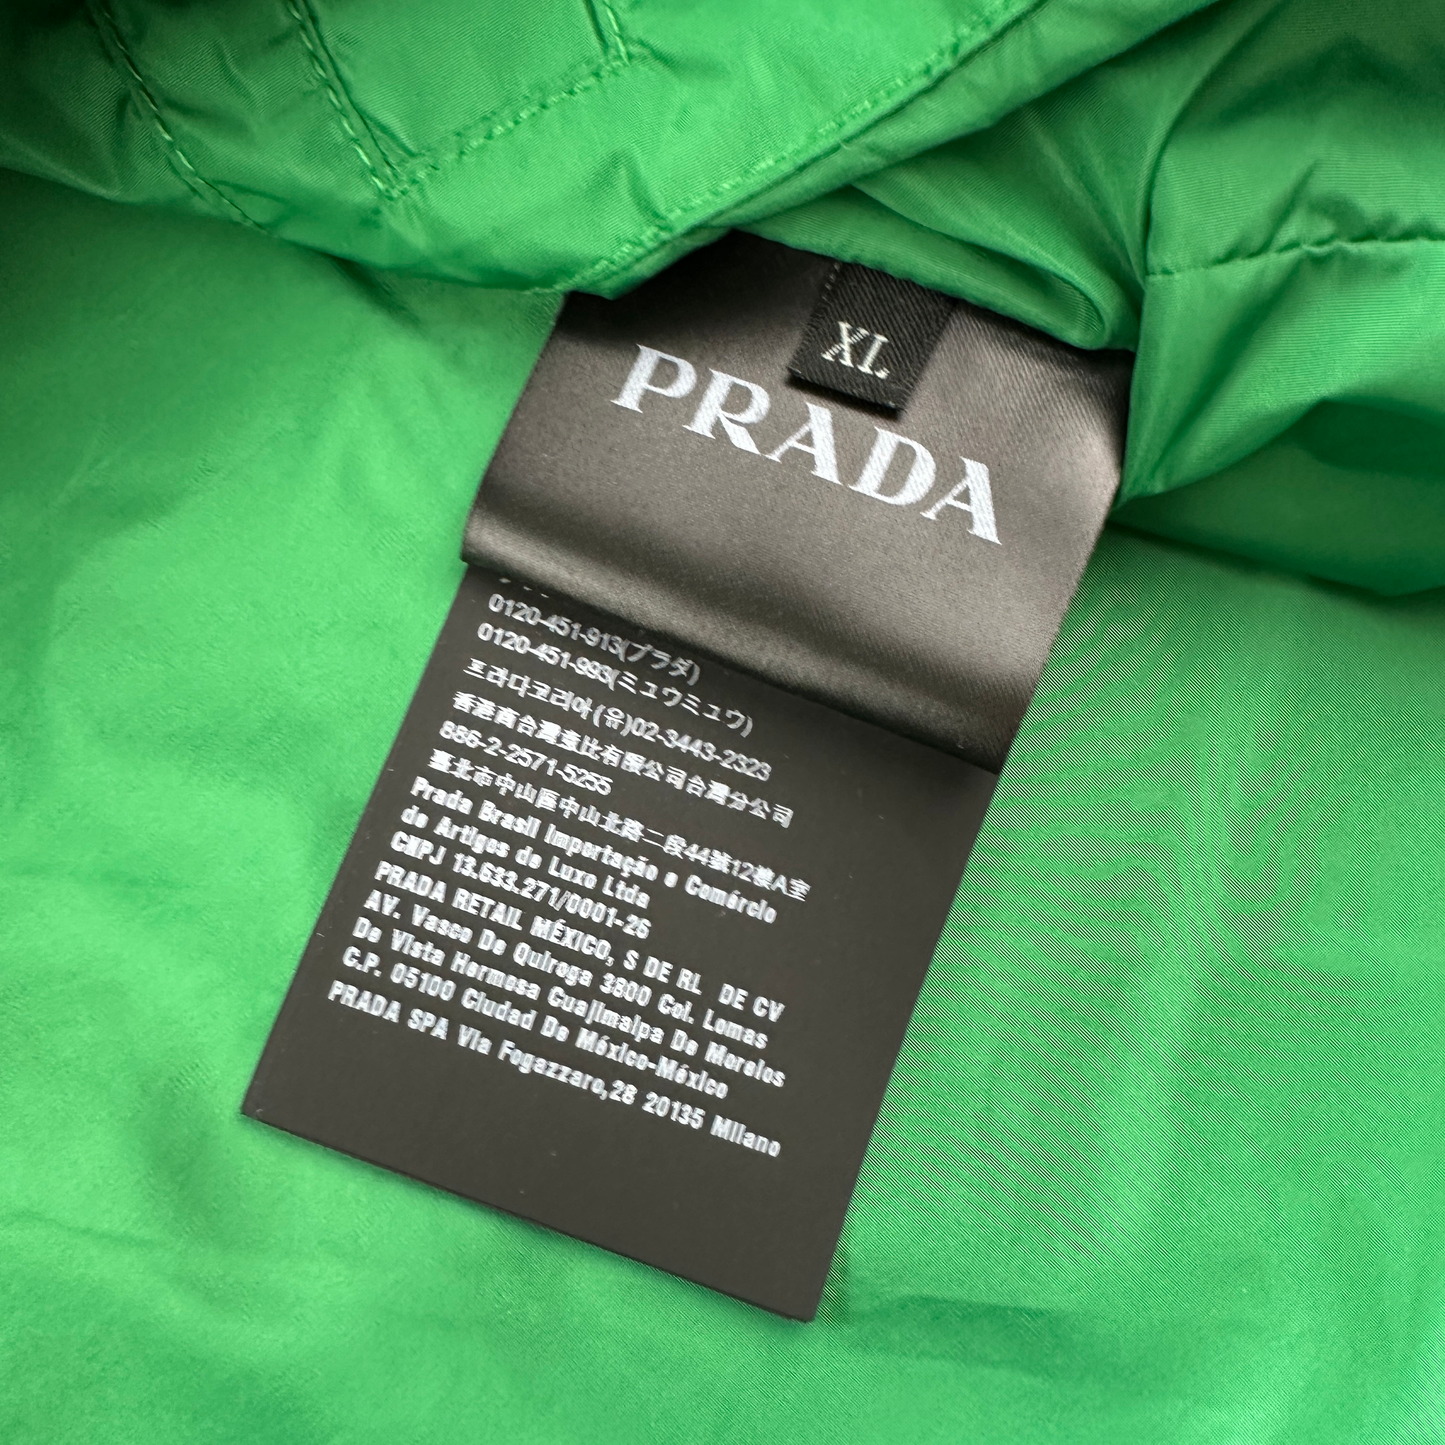 XL
PRADA
0120-451-913(プラダ)
0120-451-993(ミュウミュウ)
프라다코리아(유)02-3443-2323
香港商台灣普拉達有限公司台灣分公司
886-2-2571-5255
臺北市中山區中山北路二段44號12樓A室
Prada Brasil Importação e Comércio
de Artigos de Luxo Ltda
CNPJ 13.633.271/0001-26
PRADA RETAIL MÉXICO, S DE RL DE CV
AV. Vasco De Quiroga 3800 Col. Lomas
De Vista Hermosa Cuajimalpa De Morelos
C.P. 05100 Ciudad De México-México
PRADA SPA Via Fogazzaro,28 20135 Milano